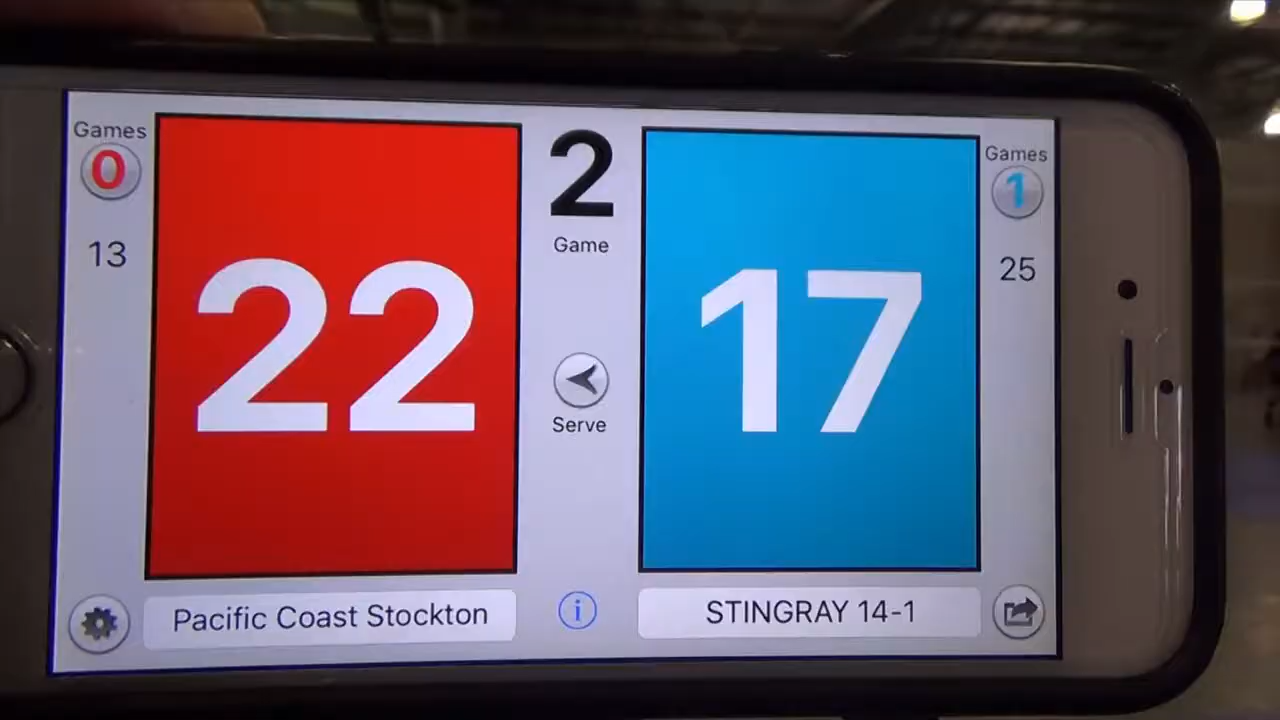 Games
0
13
22
2
Game
Serve
17
Games
1
25
Pacific Coast Stockton
i
STINGRAY 14-1